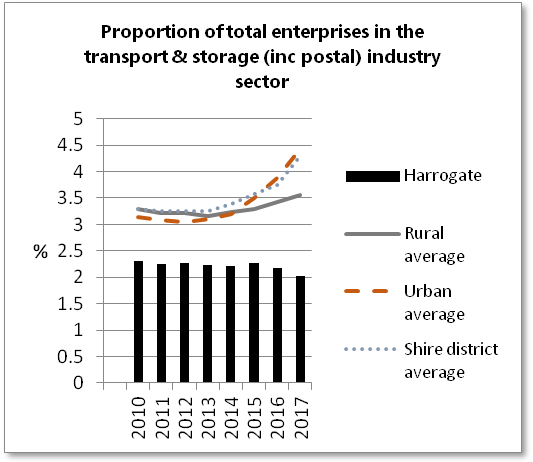 Proportion of total enterprises in the
transport & storage (inc postal) industry
sector
5
4.5
4
3.5
3
2.5
2
1.5
1
0.5
0
%
2010
2011
2012
2013
2014
2015
2016
2017
Harrogate
Rural
average
Urban
average
Shire district
average